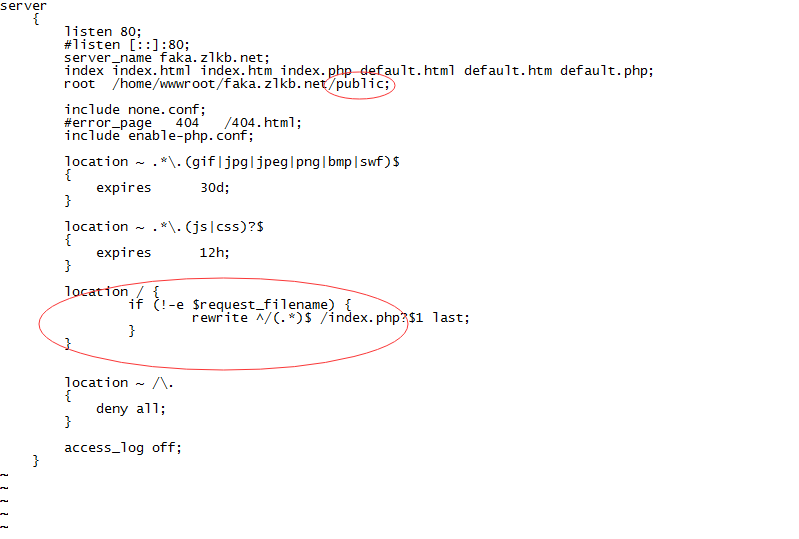 server
{
listen 80;
#listen [::]:80;
server_name faka.zlkb.net;
index index.html index.htm index.php default.html default.htm default.php;
root  /home/wwwroot/faka.zlkb.net/public;
include none.conf;
#error_page   404   /404.html;
include enable-php.conf;
location ~ .*\.(gif|jpg|jpeg|png|bmp|swf)$
{
expires      30d;
}
location ~ .*\.(js|css)?$
{
expires      12h;
}
location / {
if (!-e $request_filename) {
rewrite ^/(.*)$ /index.php?$1 last;
}
}
location ~ /\.
{
deny all;
}
access_log off;
}
~
~
~
~
~